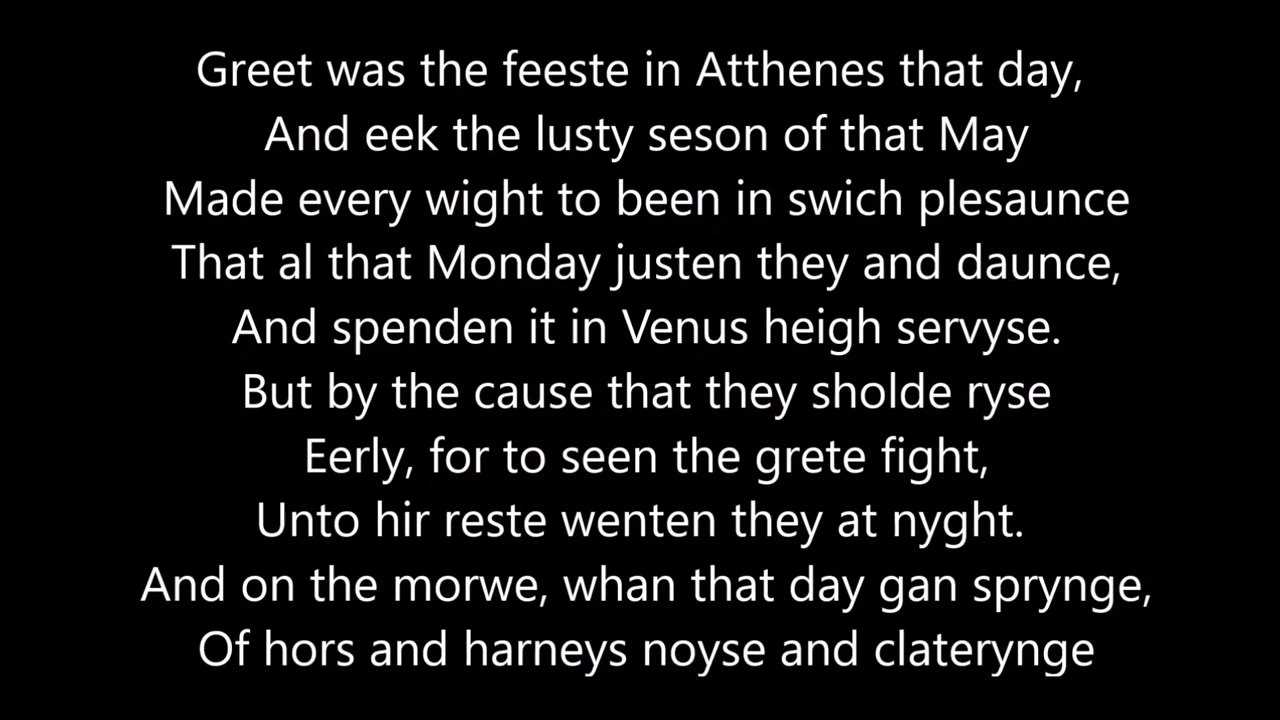 Greet was the feeste in Atthenes that day,
And eek the lusty seson of that May
Made every wight to been in swich plesaunce
That al that Monday justen they and daunce,
And spenden it in Venus heigh servyse.
But by the cause that they sholde ryse
Eerly, for to seen the grete fight,
Unto hir reste wenten they at nyght.
And on the morwe, whan that day gan sprynge,
Of hors and harneys noyse and claterynge